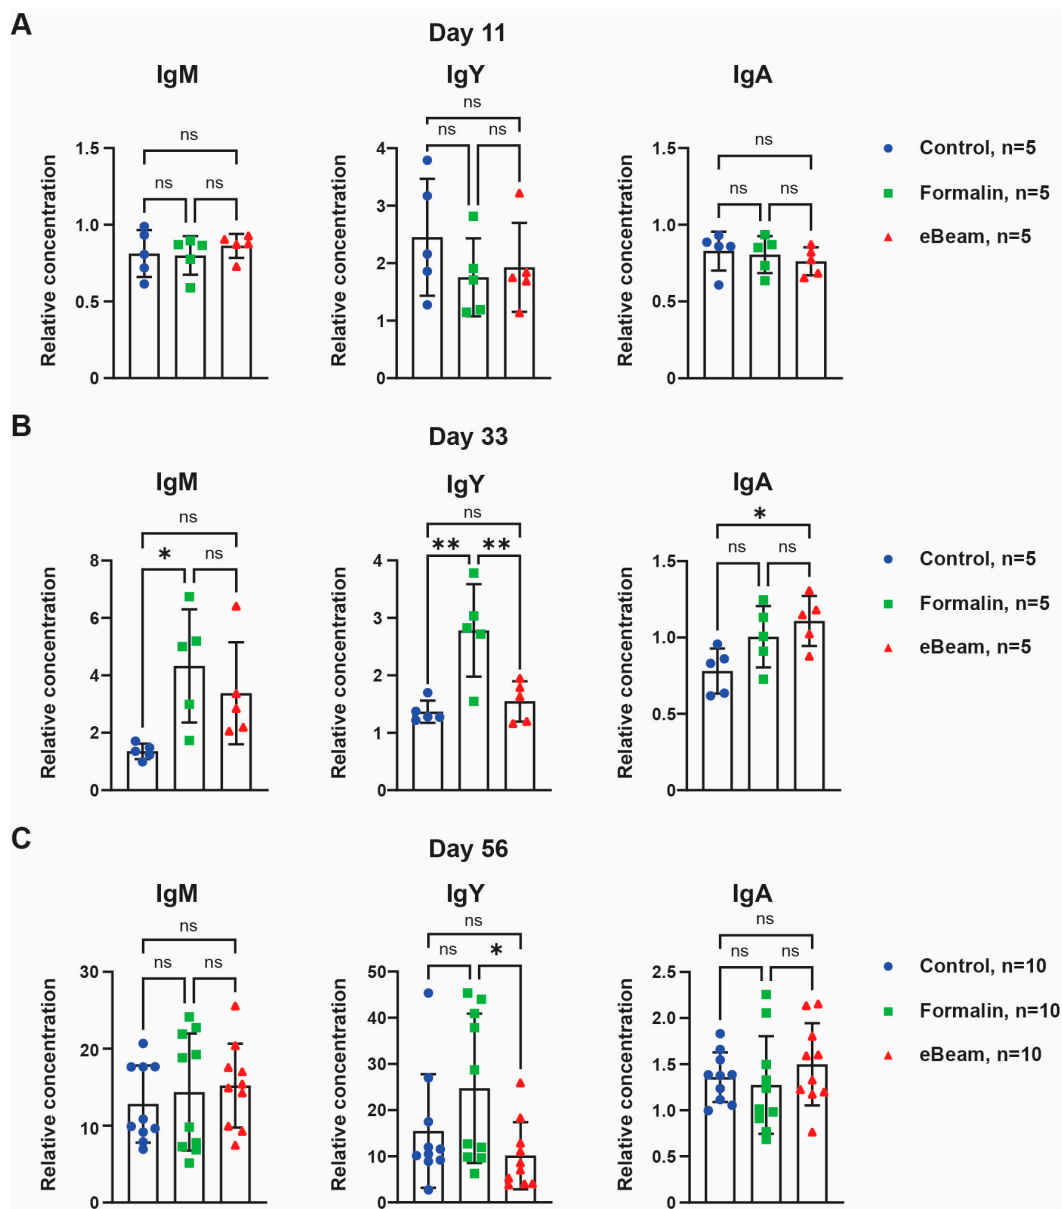 A
Day 11
IgM
IgY
IgA
ns
ns
ns
ns
ns
ns
ns
ns
ns
Relative concentration
1.5
1.0
0.5
0
Relative concentration
4
3
2
1
0
Relative concentration
1.5
1.0
0.5
0
Control, n=5
Formalin, n=5
eBeam, n=5
B
Day 33
IgM
IgY
IgA
ns
*
ns
ns
**
**
*
ns
ns
Relative concentration
8
6
4
2
0
Relative concentration
4
3
2
1
0
Relative concentration
1.5
1.0
0.5
0
Control, n=5
Formalin, n=5
eBeam, n=5
C
Day 56
IgM
IgY
IgA
ns
ns
ns
ns
ns
*
ns
ns
ns
Relative concentration
30
20
10
0
Relative concentration
50
40
30
20
10
0
Relative concentration
2.5
2.0
1.5
1.0
0.5
0
Control, n=10
Formalin, n=10
eBeam, n=10